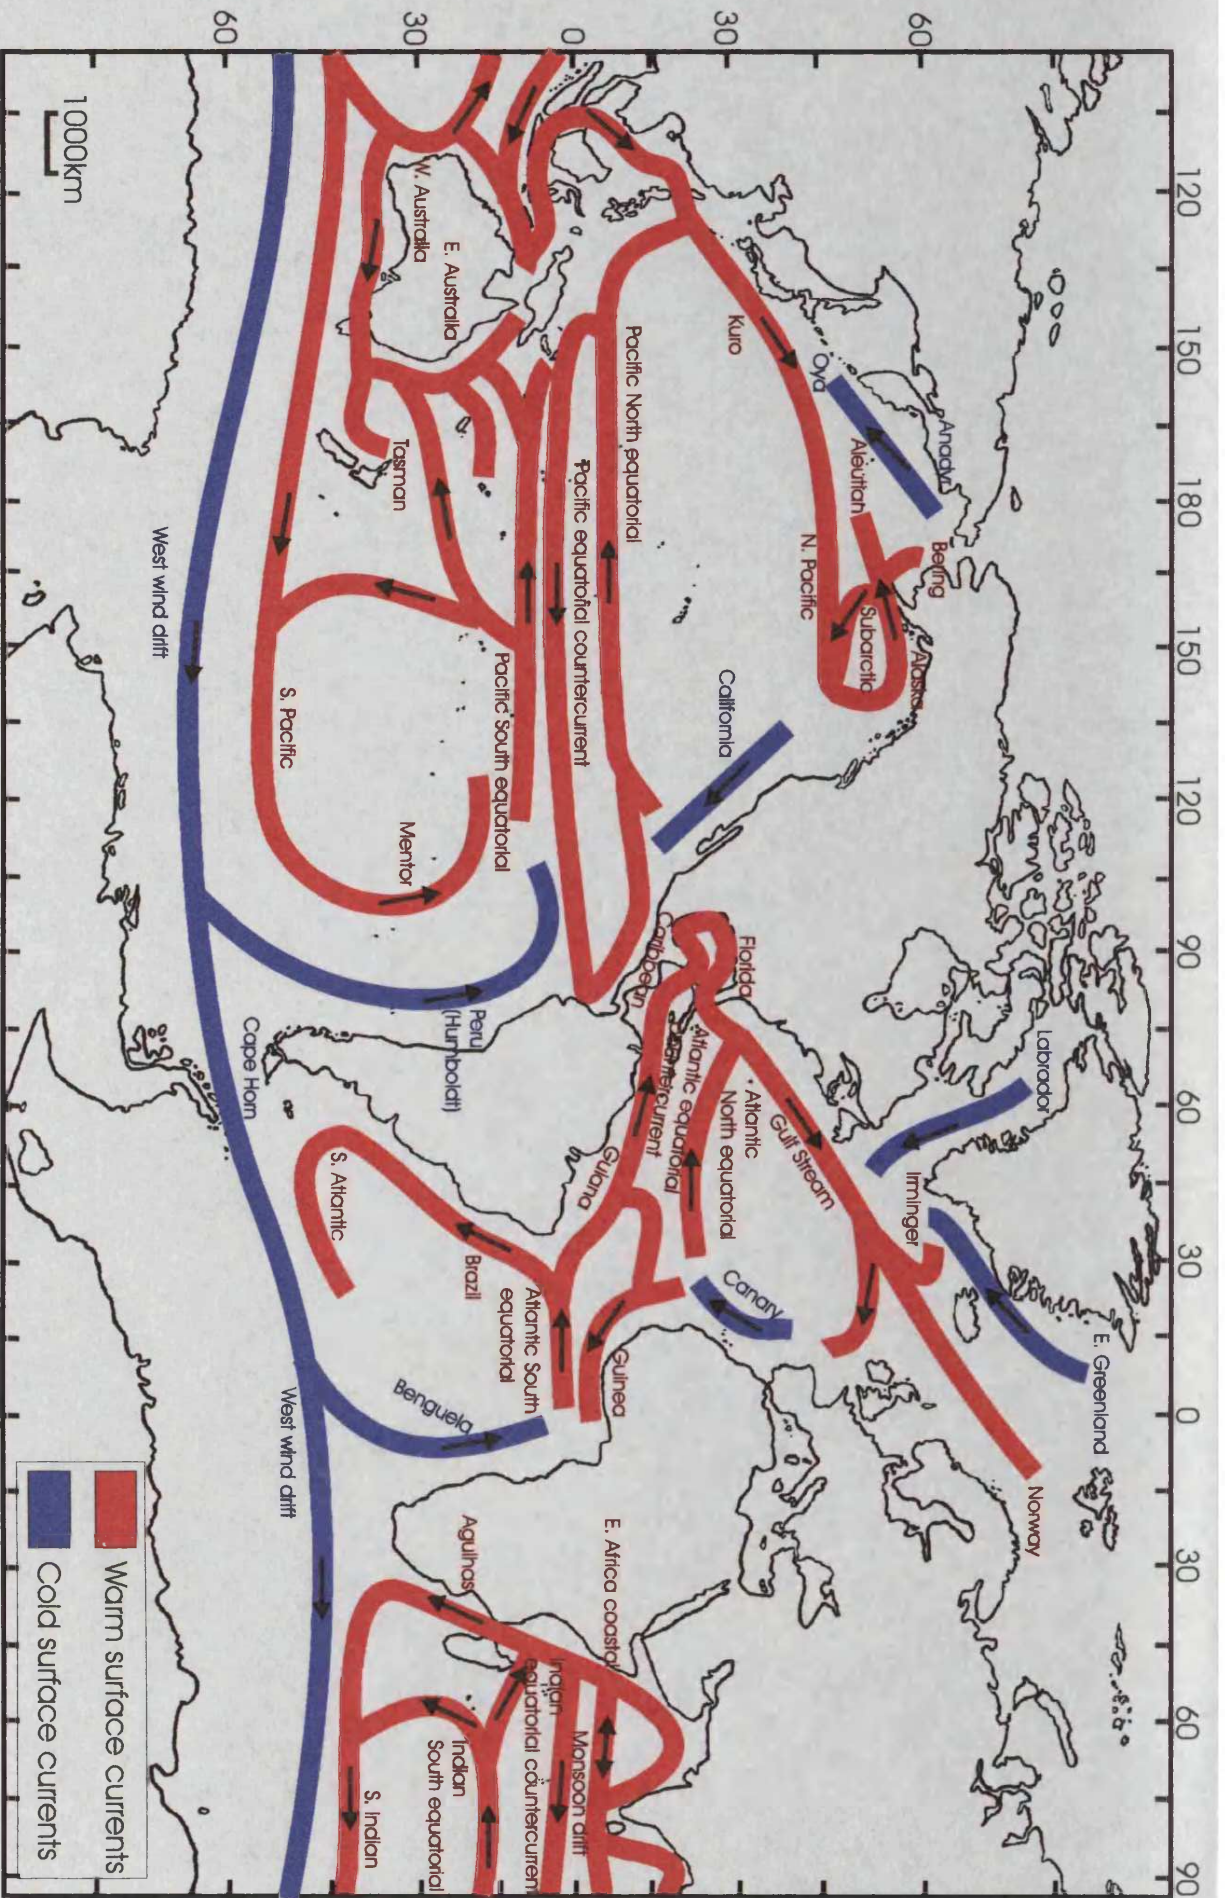 120
150
180
150
120
90
60
30
0
30
60
90
60
30
0
30
60
Anadyr
Oya
Aleutian
Bering
Alaska
Subarctic
Kuro
N. Pacific
California
Labrador
E. Greenland
Irminger
Norway
Florida
Gulf Stream
Caribbean
Atlantic
North equatorial
Atlantic equatorial
countercurrent
Canary
Guiana
Guinea
Pacific North equatorial
Pacific equatorial countercurrent
Pacific South equatorial
E. Africa coastal
Monsoon drift
Indian
equatorial countercurrent
Indian
South equatorial
Atlantic South
equatorial
Brazil
Benguela
Agulhas
Peru
(Humboldt)
E. Australia
W. Australia
Tasman
Mentor
S. Pacific
S. Atlantic
S. Indian
Cape Horn
West wind drift
West wind drift
1000km
Warm surface currents
Cold surface currents